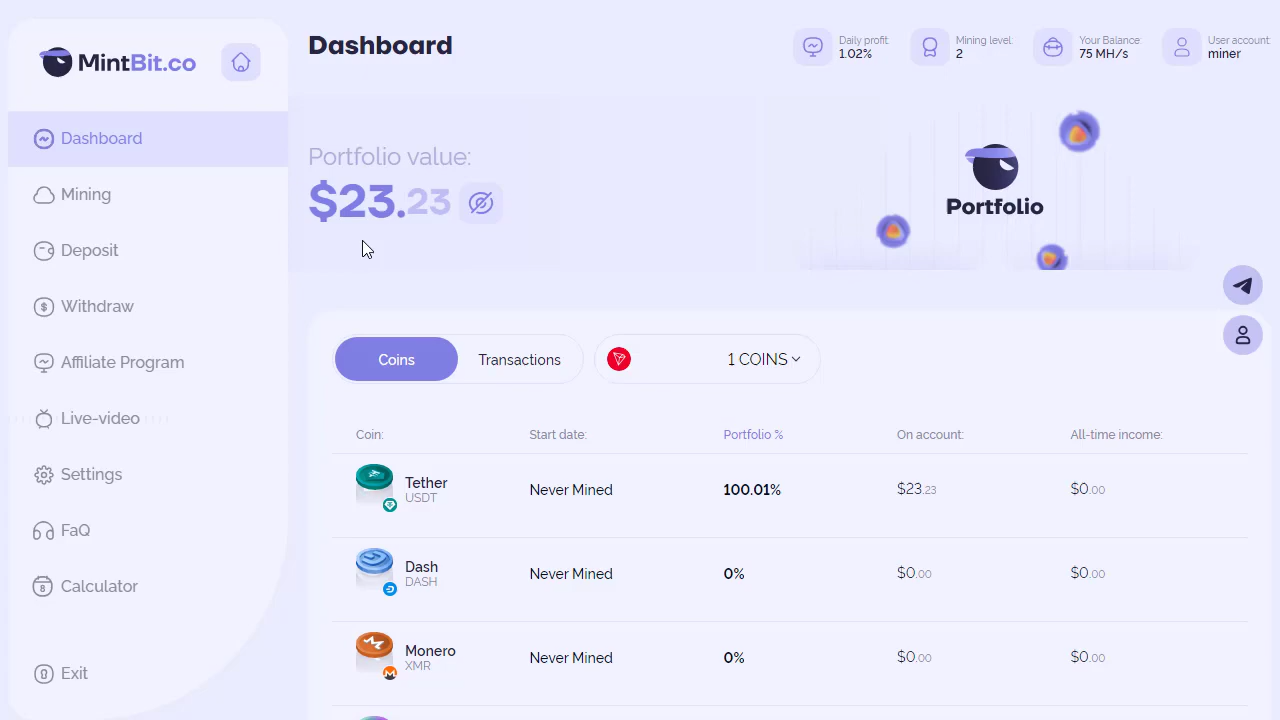 MintBit.co
Dashboard
Daily profit:
1.02%
Mining level:
2
Your Balance:
75 MH/s
User account:
miner
Dashboard
Mining
Deposit
Withdraw
Affiliate Program
Live-video
Settings
FaQ
Calculator
Exit
Portfolio value:
$23.23
Portfolio
Coins
Transactions
1 COINS
Coin:
Start date:
Portfolio %
On account:
All-time income:
Tether
USDT
Never Mined
100.01%
$23.23
$0.00
Dash
DASH
Never Mined
0%
$0.00
$0.00
Monero
XMR
Never Mined
0%
$0.00
$0.00